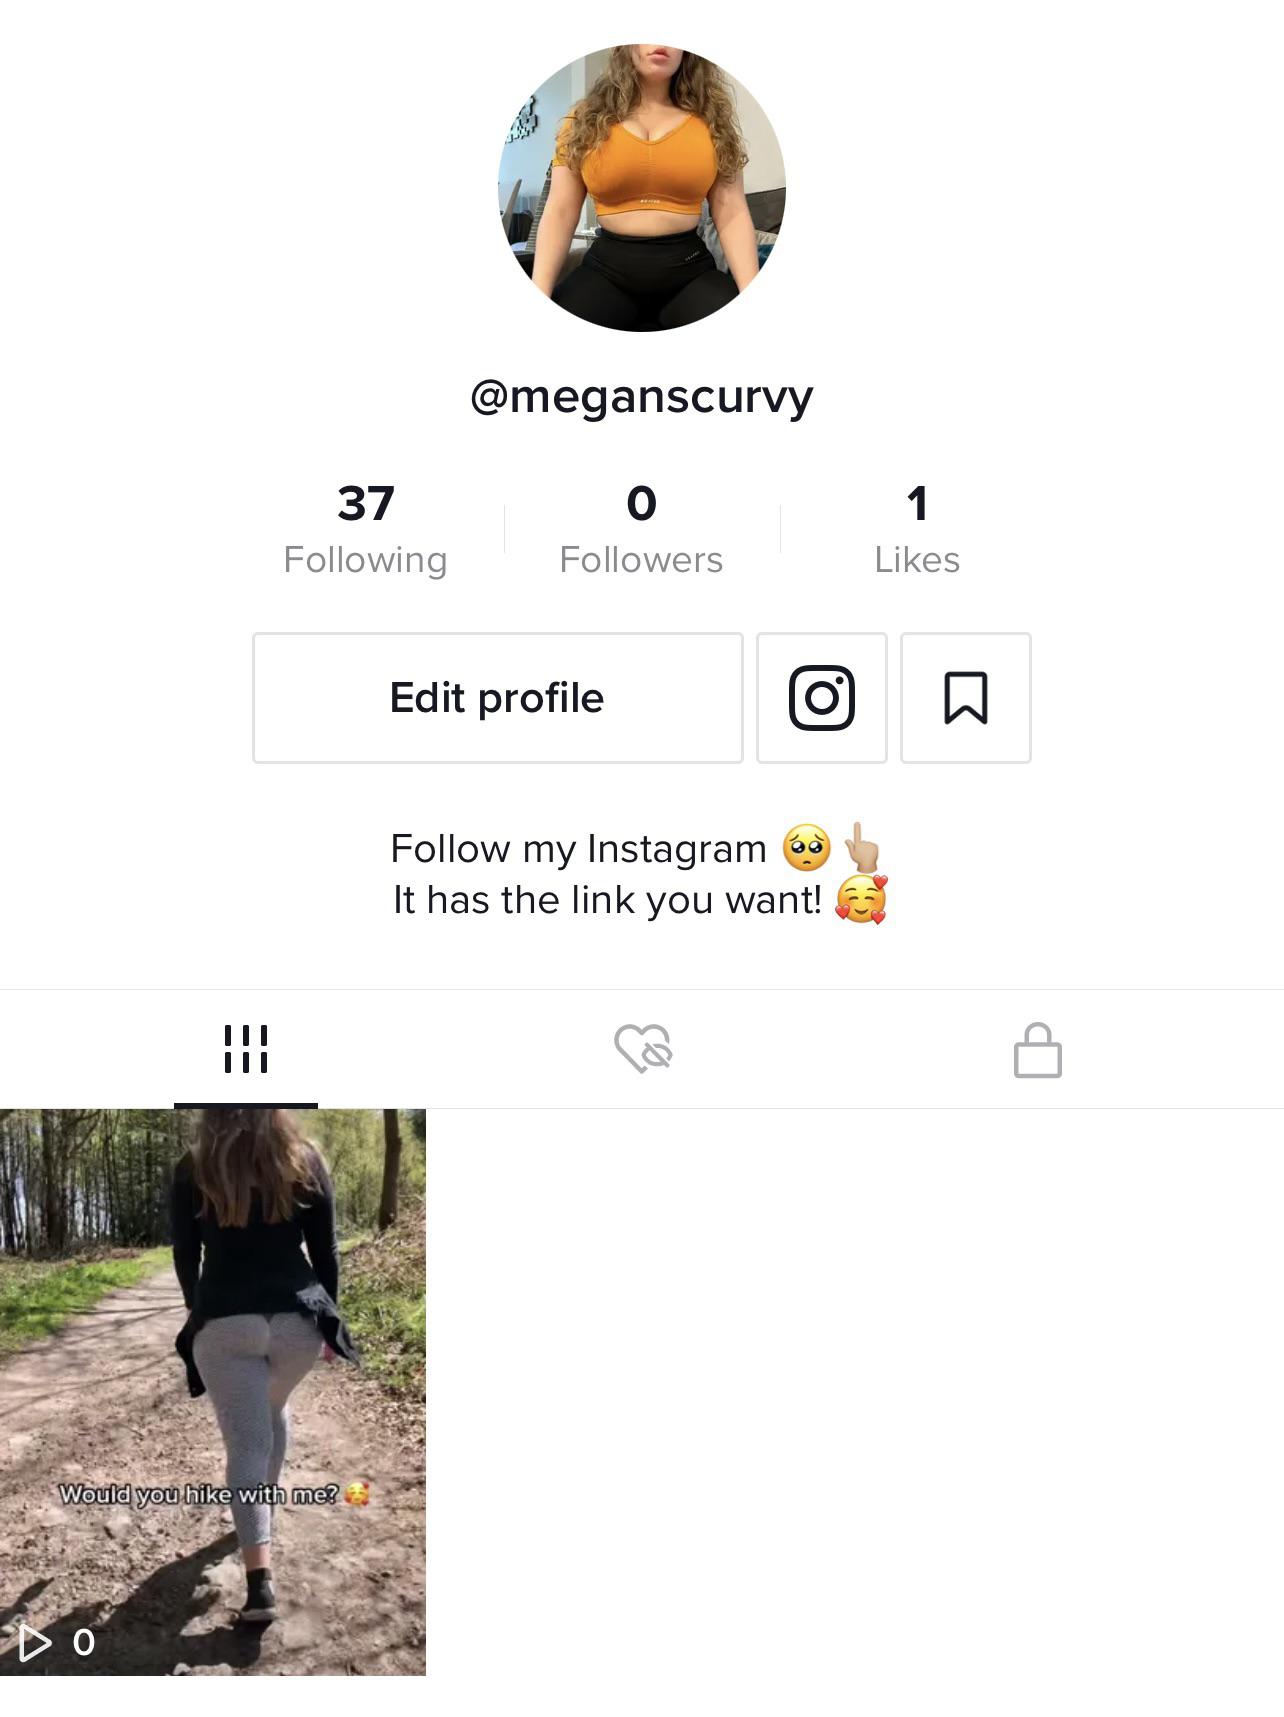 @meganscurvy
37 0 1
Following Followers Likes
Edit profile
Follow my Instagram 🥺👆🏼
It has the link you want! 🥰
Would you hike with me? 🥰
0